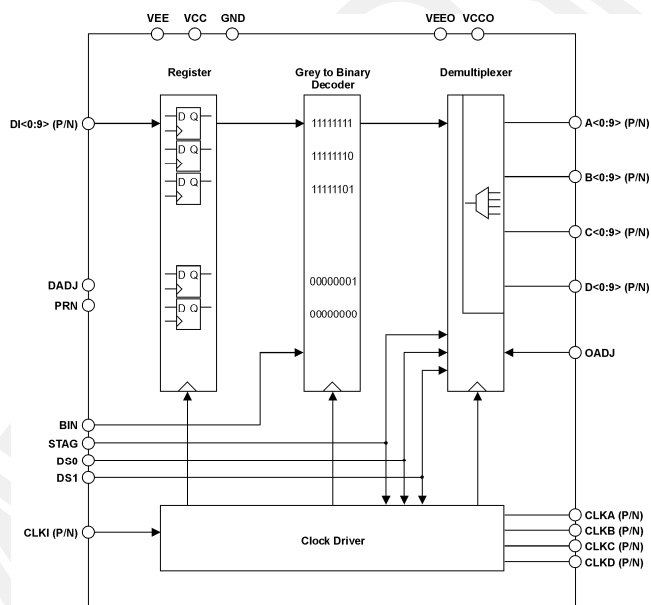 VEE VCC GND VEEO VCCO
Register
Grey to Binary
Decoder
Demultiplexer
DI<0:9> (P/N)
D Q
D Q
D Q
D Q
D Q
11111111
11111110
11111101
00000001
00000000
A<0:9> (P/N)
B<0:9> (P/N)
C<0:9> (P/N)
D<0:9> (P/N)
DADJ
PRN
OADJ
BIN
STAG
DS0
DS1
CLKI (P/N)
Clock Driver
CLKA (P/N)
CLKB (P/N)
CLKC (P/N)
CLKD (P/N)